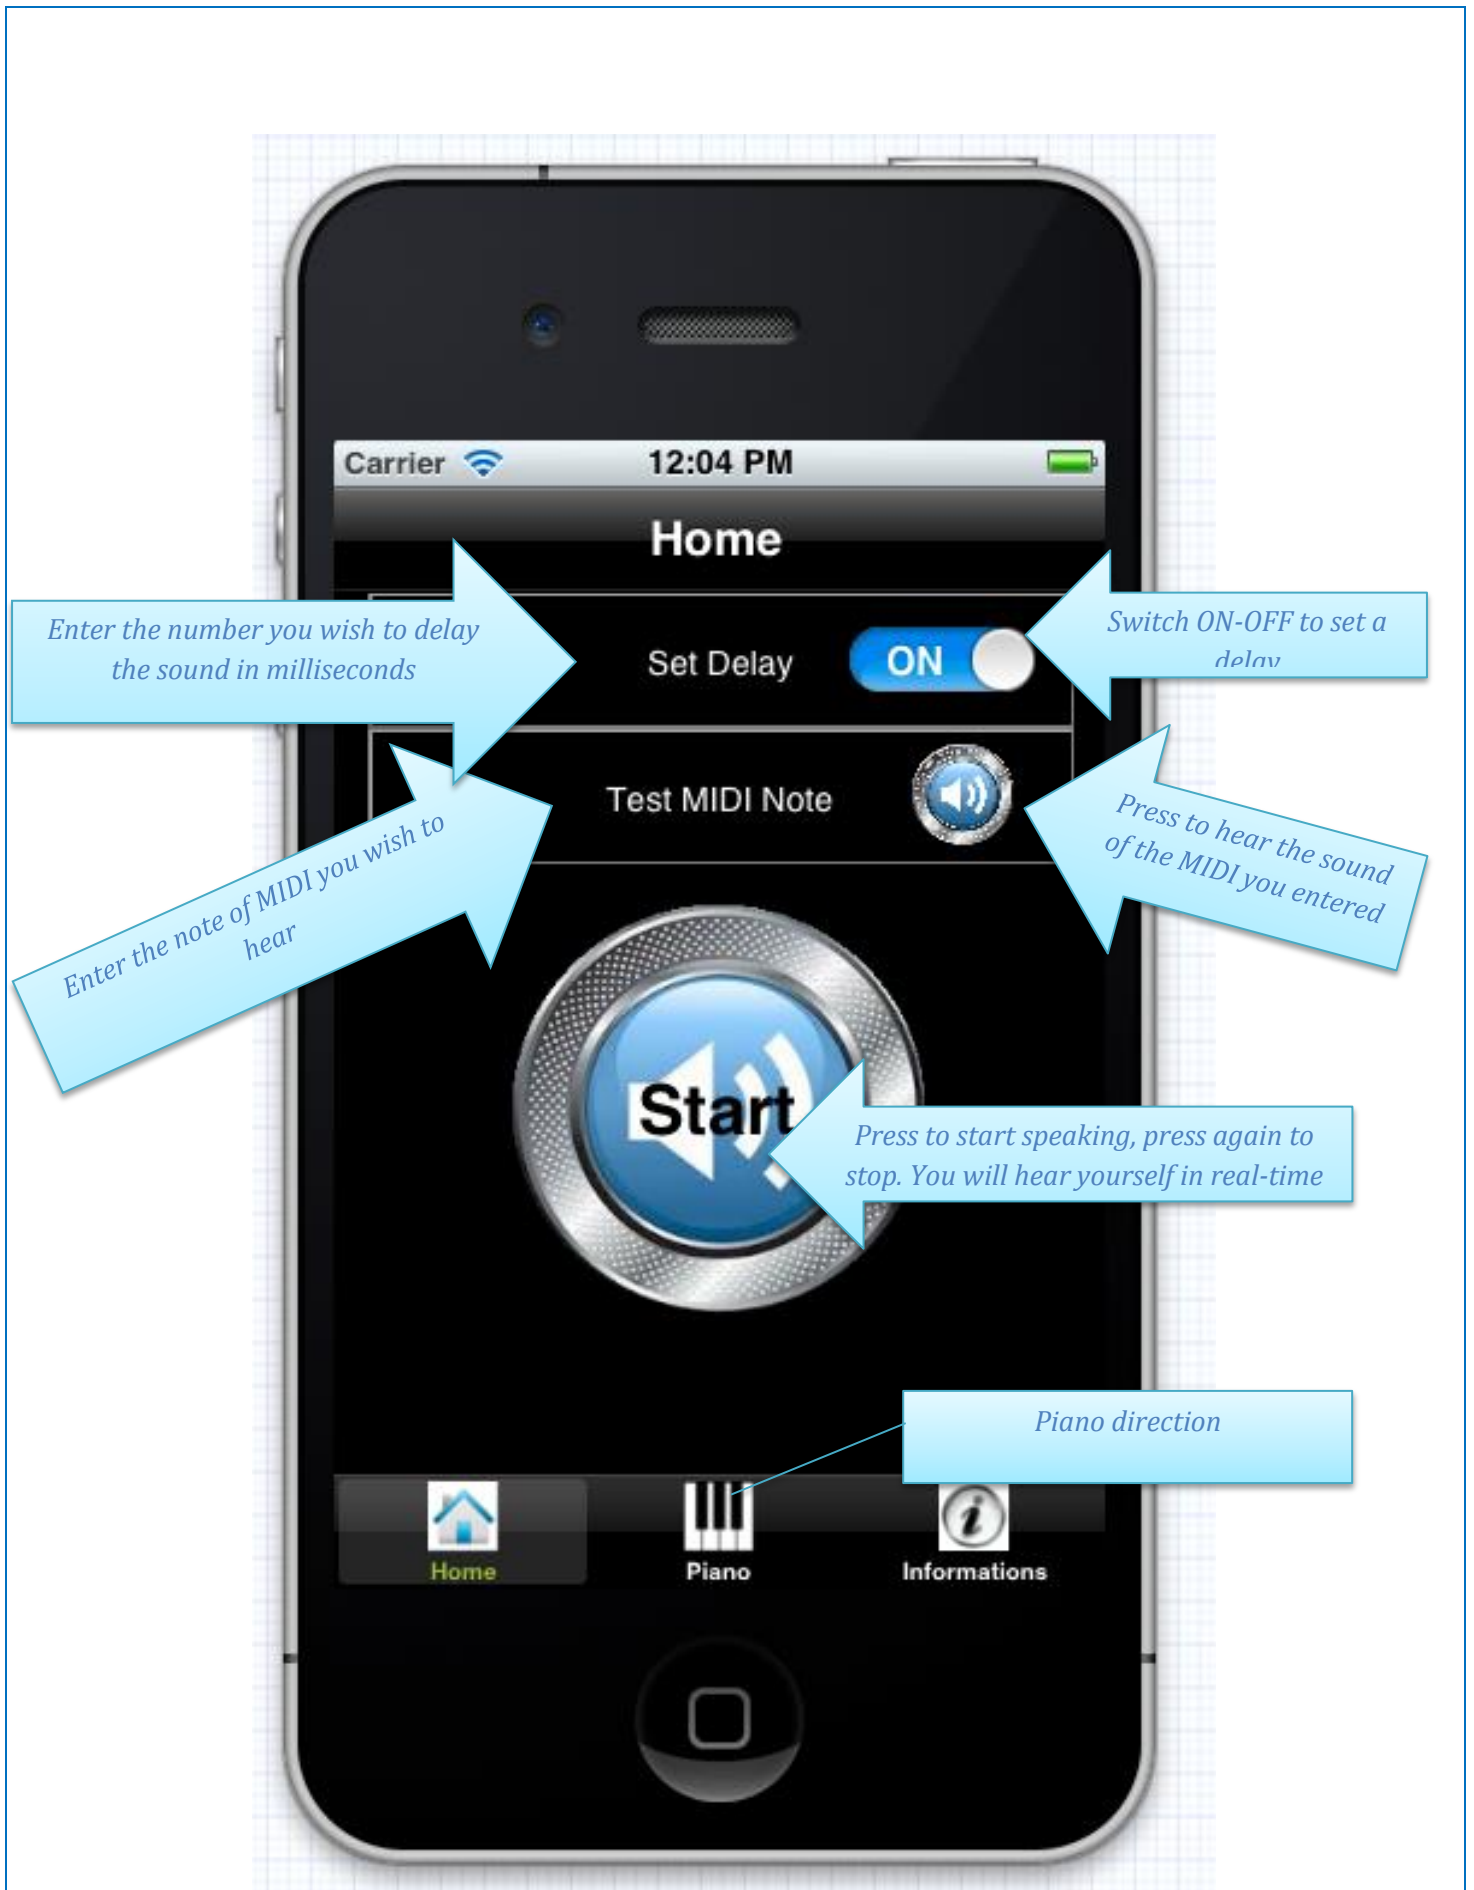 Carrier 12:04 PM
Home
Enter the number you wish to delay
the sound in milliseconds
Set Delay
ON
Switch ON-OFF to set a
delay
Enter the note of MIDI you wish to
hear
Test MIDI Note
Press to hear the sound
of the MIDI you entered
Start
Press to start speaking, press again to
stop. You will hear yourself in real-time
Piano direction
Home
Piano
Informations